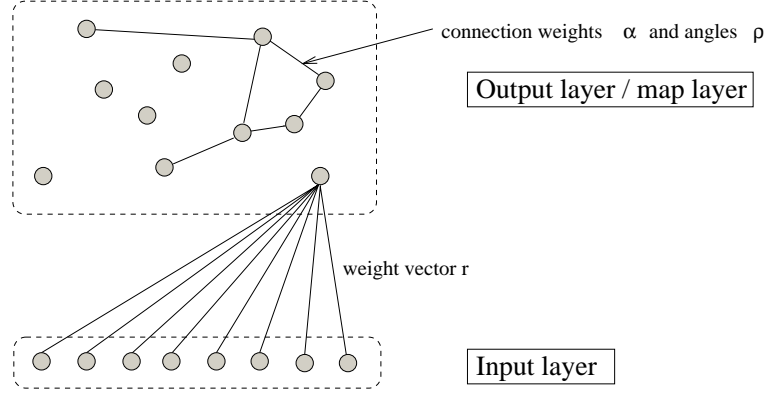 connection weights α and angles ρ
Output layer / map layer
weight vector r
Input layer